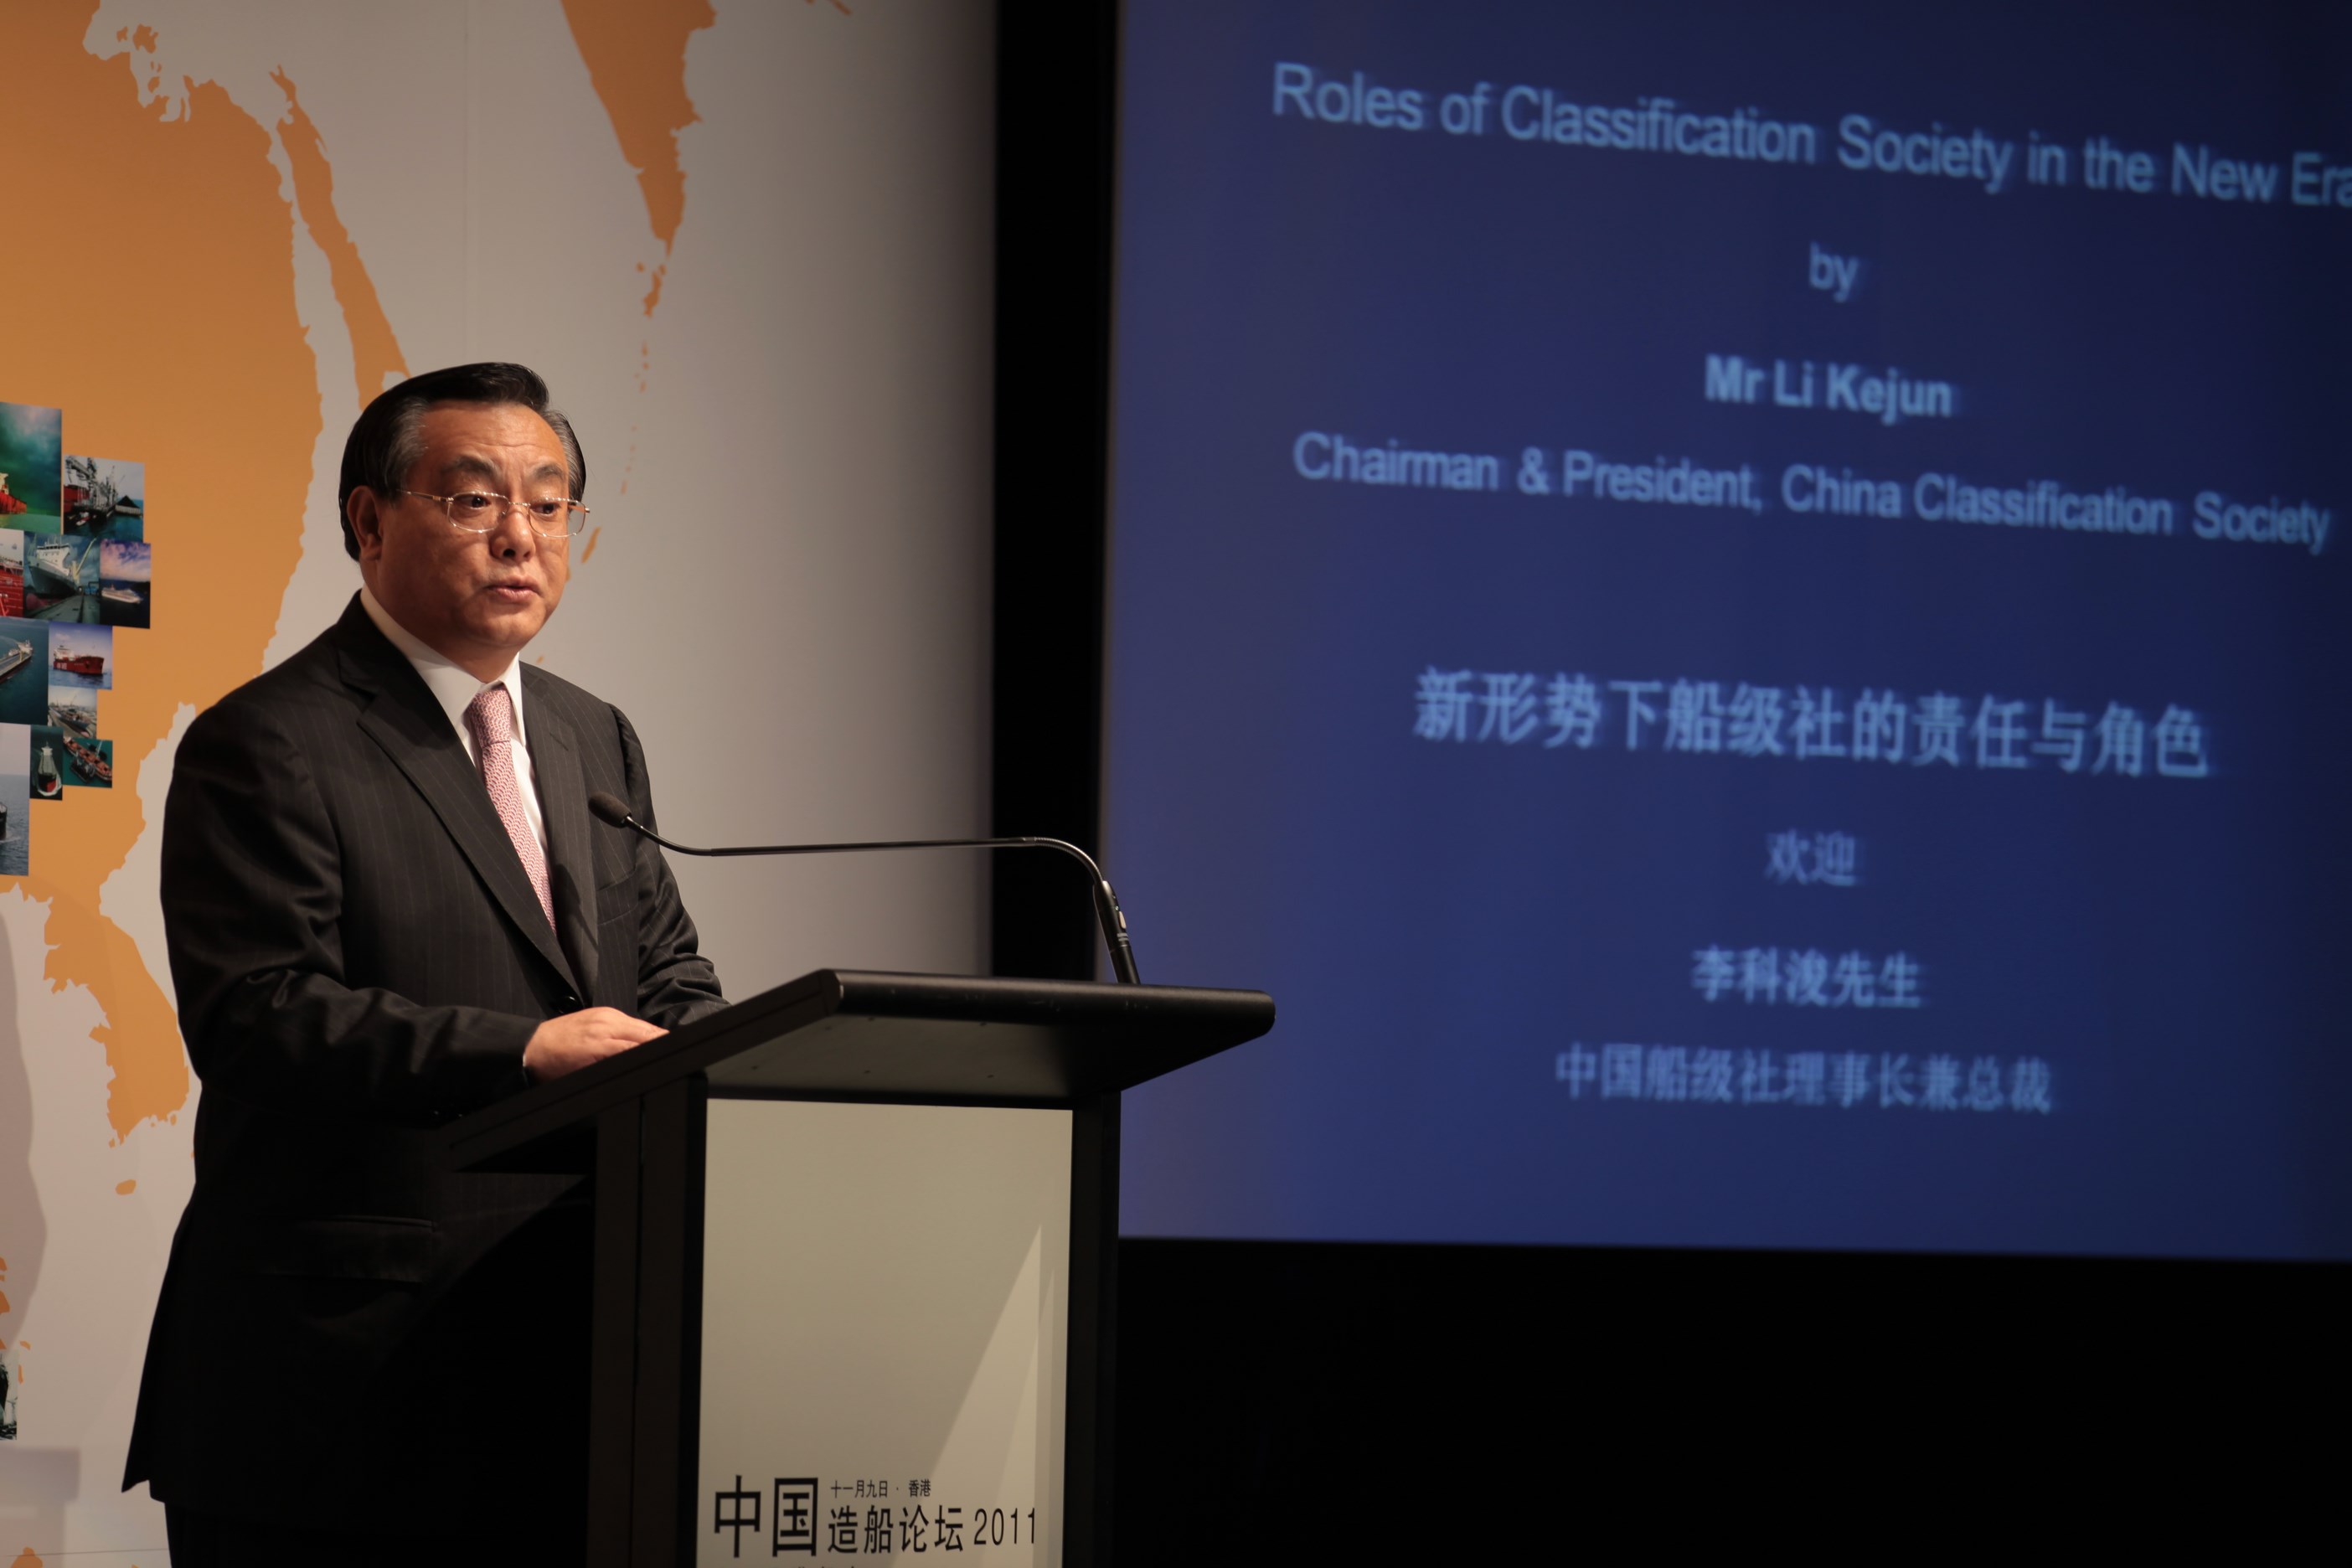 Roles of Classification Society in the New Era
by
Mr Li Kejun
Chairman & President, China Classification Society
新形势下船级社的责任与角色
欢迎
李科浚先生
中国船级社理事长兼总裁
十一月九日 · 香港
中国造船论坛 2011